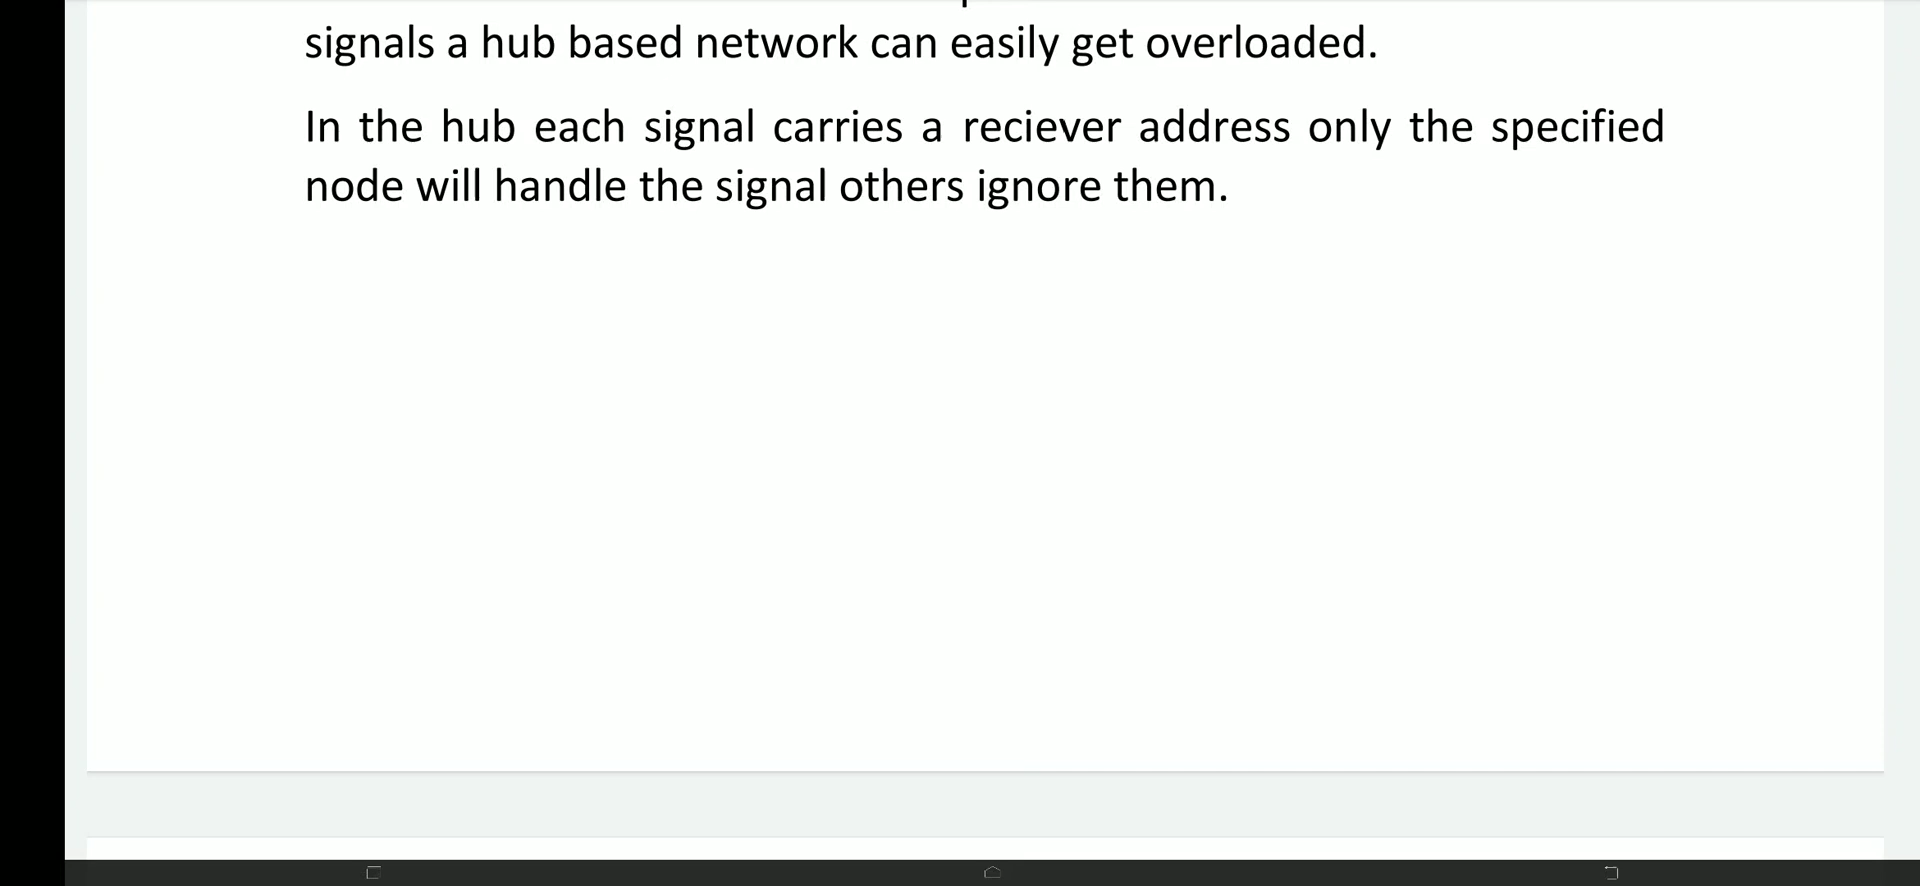 signals a hub based network can easily get overloaded.
In the hub each signal carries a reciever address only the specified
node will handle the signal others ignore them.